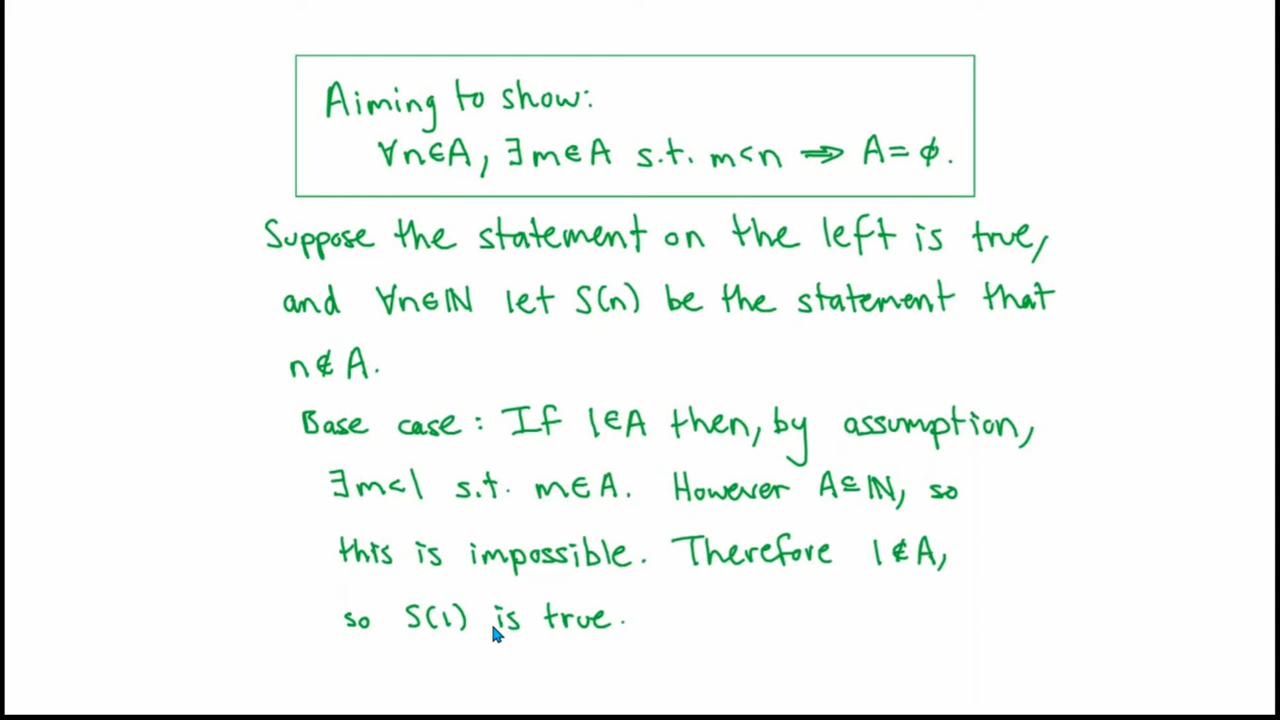 Aiming to show:
∀n∈A, ∃m∈A s.t. m<n ⇒ A=ϕ.
Suppose the statement on the left is true,
and ∀n∈ℕ let S(n) be the statement that
n∉A.
Base case: If 1∈A then, by assumption,
∃m<1 s.t. m∈A. However A⊆ℕ, so
this is impossible. Therefore 1∉A,
so S(1) is true.